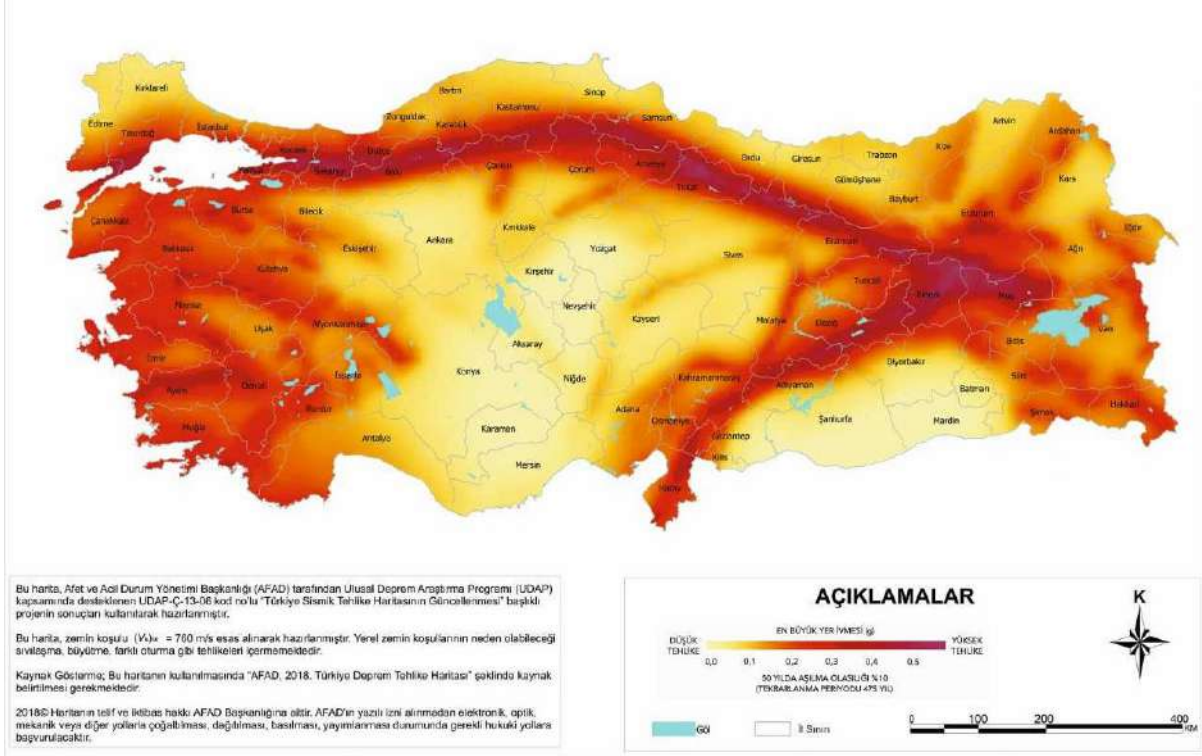 Kırklareli
Edirne
Tekirdağ
İstanbul
Kocaeli
Yalova
Sakarya
Düzce
Bolu
Zonguldak
Bartın
Karabük
Kastamonu
Sinop
Samsun
Çankırı
Çorum
Amasya
Tokat
Ordu
Giresun
Trabzon
Rize
Artvin
Ardahan
Gümüşhane
Bayburt
Kars
Erzurum
Iğdır
Ağrı
Çanakkale
Balıkesir
Bursa
Bilecik
Eskişehir
Kütahya
Ankara
Kırıkkale
Yozgat
Sivas
Erzincan
Tunceli
Bingöl
Muş
Kırşehir
Nevşehir
Kayseri
Malatya
Elazığ
Bitlis
Van
Manisa
Uşak
Afyonkarahisar
Aksaray
Konya
Niğde
İzmir
Aydın
Denizli
Isparta
Burdur
Muğla
Antalya
Karaman
Mersin
Adana
Kahramanmaraş
Osmaniye
Adıyaman
Gaziantep
Kilis
Hatay
Şanlıurfa
Diyarbakır
Batman
Mardin
Siirt
Şırnak
Hakkari
Bu harita, Afet ve Acil Durum Yönetimi Başkanlığı (AFAD) tarafından Ulusal Deprem Araştırma Programı (UDAP)
kapsamında desteklenen UDAP-Ç-13-06 kod no'lu "Türkiye Sismik Tehlike Haritasının Güncellenmesi" başlıklı
projenin sonuçları kullanılarak hazırlanmıştır.
Bu harita, zemin koşulu = 760 m/s esas alınarak hazırlanmıştır. Yerel zemin koşullarının neden olabileceği
sıvılaşma, büyütme, farklı oturma gibi tehlikeleri içermemektedir.
Kaynak Gösterme; Bu haritanın kullanılmasında "AFAD, 2018. Türkiye Deprem Tehlike Haritası" şeklinde kaynak
belirtilmesi gerekmektedir.
2018© Haritanın telif ve iktibas hakkı AFAD Başkanlığına aittir. AFAD'ın yazılı izni alınmadan elektronik, optik,
mekanik veya diğer yollarla çoğaltılması, dağıtılması, basılması, yayımlanması durumunda gerekli hukuki yollara
başvurulacaktır.
AÇIKLAMALAR
EN BÜYÜK YER İVMESİ (g)
DÜŞÜK TEHLİKE
YÜKSEK TEHLİKE
0,0 0,1 0,2 0,3 0,4 0.5
50 YILDA AŞILMA OLASILIĞI %10
(TEKRARLANMA PERİYODU 475 YIL)
Göl
İl Sınırı
K
0 100 200 400
KM